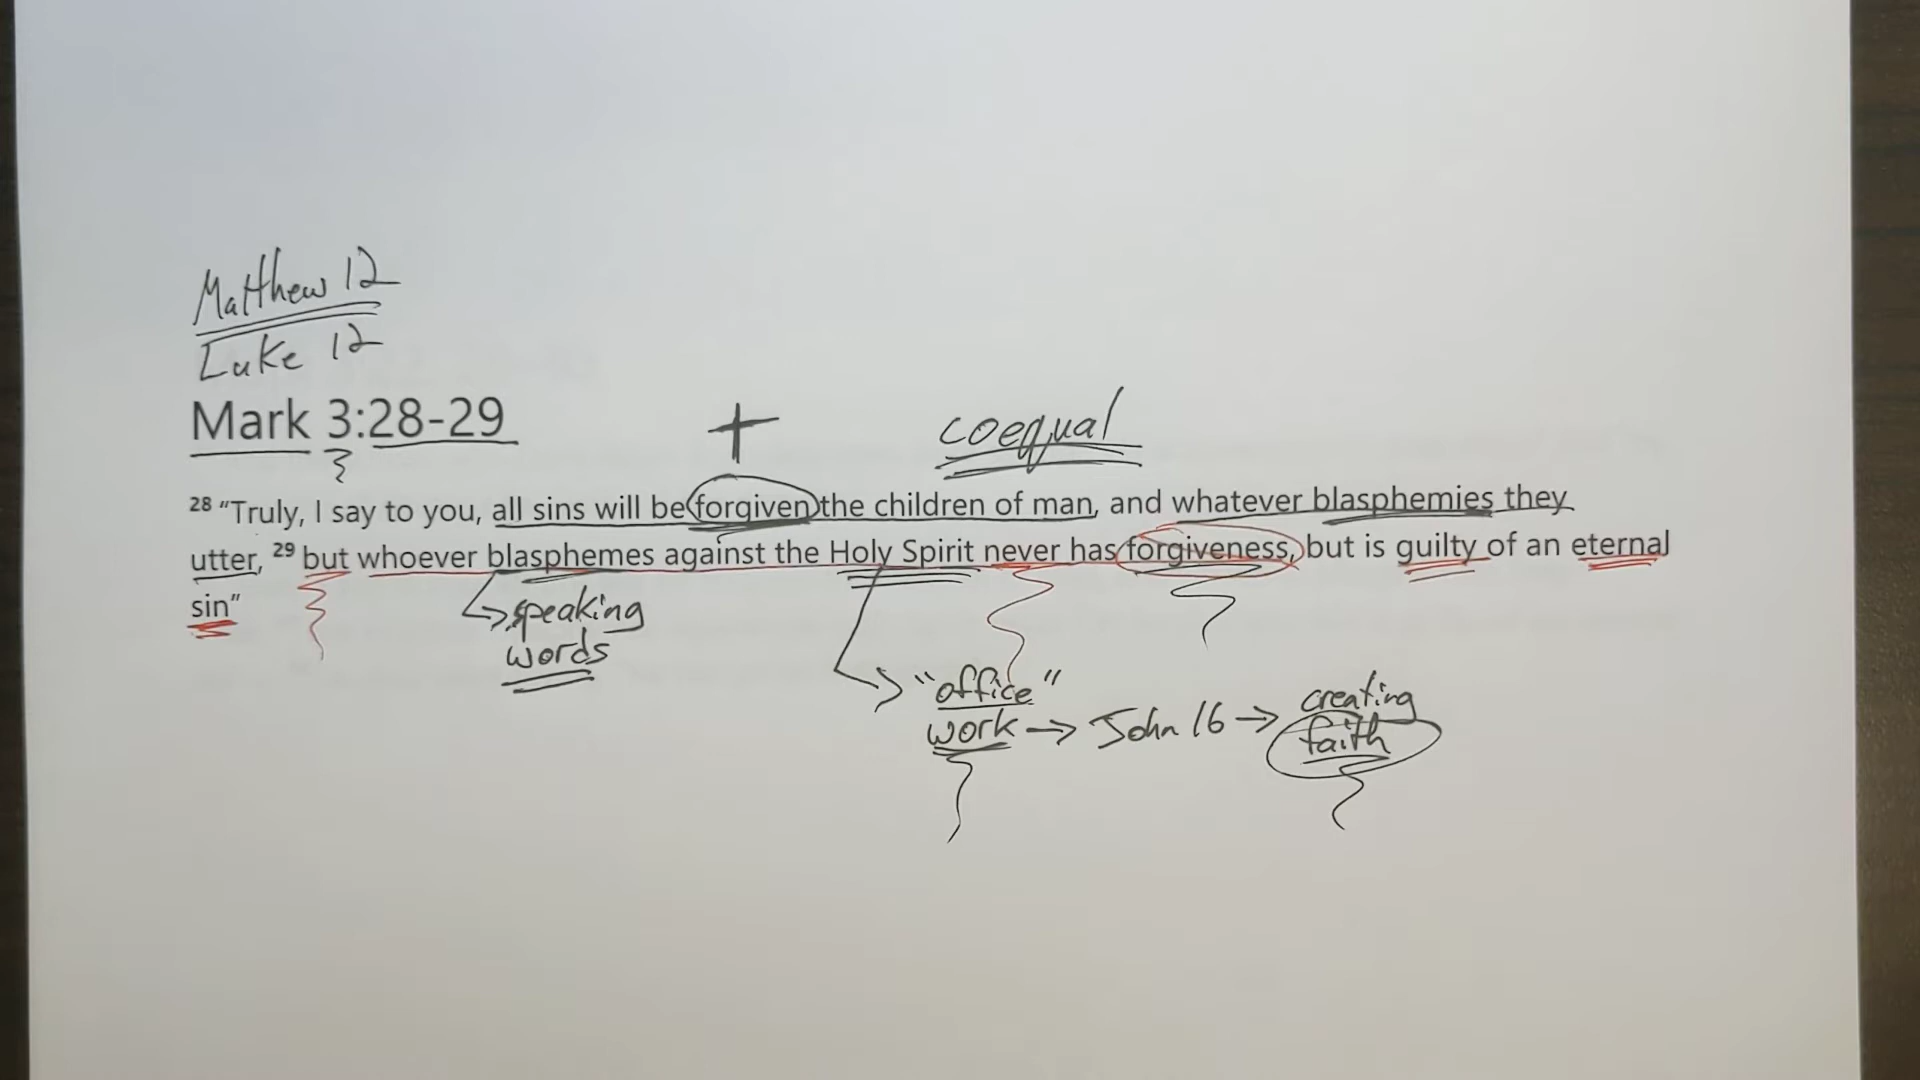 Matthew 12
Luke 12
Mark 3:28-29
+ coequal
28 “Truly, I say to you, all sins will be forgiven the children of man, and whatever blasphemies they
utter, 29 but whoever blasphemes against the Holy Spirit never has forgiveness, but is guilty of an eternal
sin”
→ speaking
words
→ "office"
work → John 16 → creating
faith